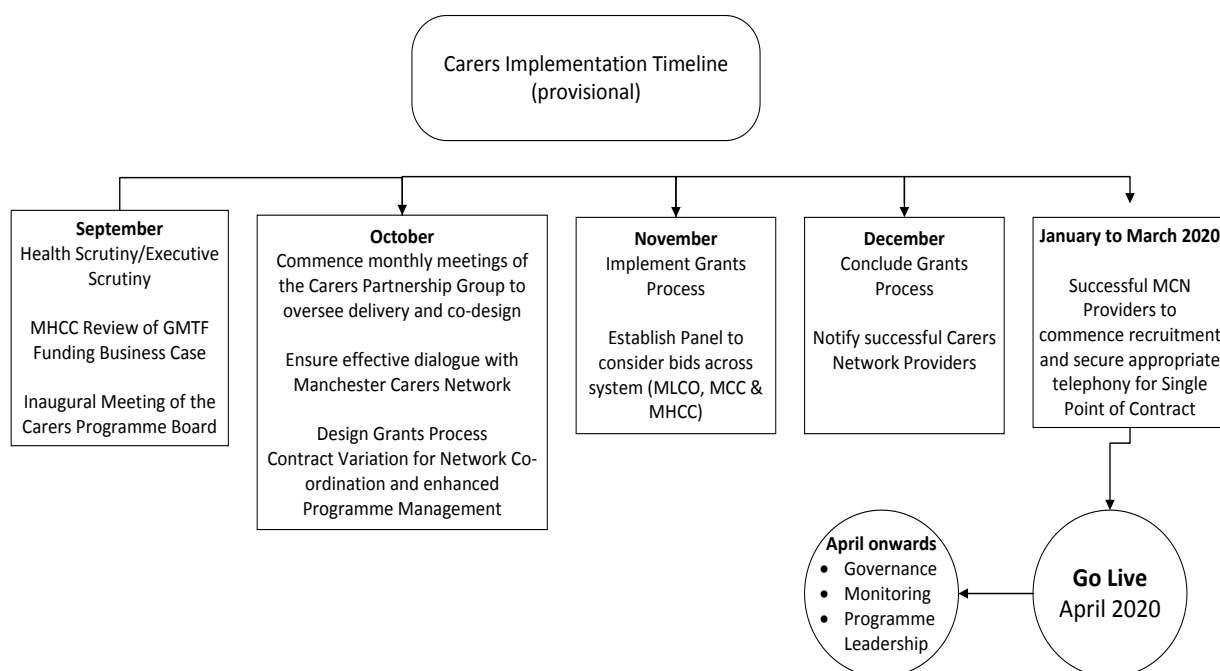 Carers Implementation Timeline
(provisional)
September
Health Scrutiny/Executive
Scrutiny
MHCC Review of GMTF
Funding Business Case
Inaugural Meeting of the
Carers Programme Board
October
Commence monthly meetings of
the Carers Partnership Group to
oversee delivery and co-design
Ensure effective dialogue with
Manchester Carers Network
Design Grants Process
Contract Variation for Network Co-
ordination and enhanced
Programme Management
November
Implement Grants
Process
Establish Panel to
consider bids across
system (MLCO, MCC &
MHCC)
December
Conclude Grants
Process
Notify successful Carers
Network Providers
January to March 2020
Successful MCN
Providers to
commence recruitment
and secure appropriate
telephony for Single
Point of Contract
Go Live
April 2020
April onwards
• Governance
• Monitoring
• Programme
Leadership